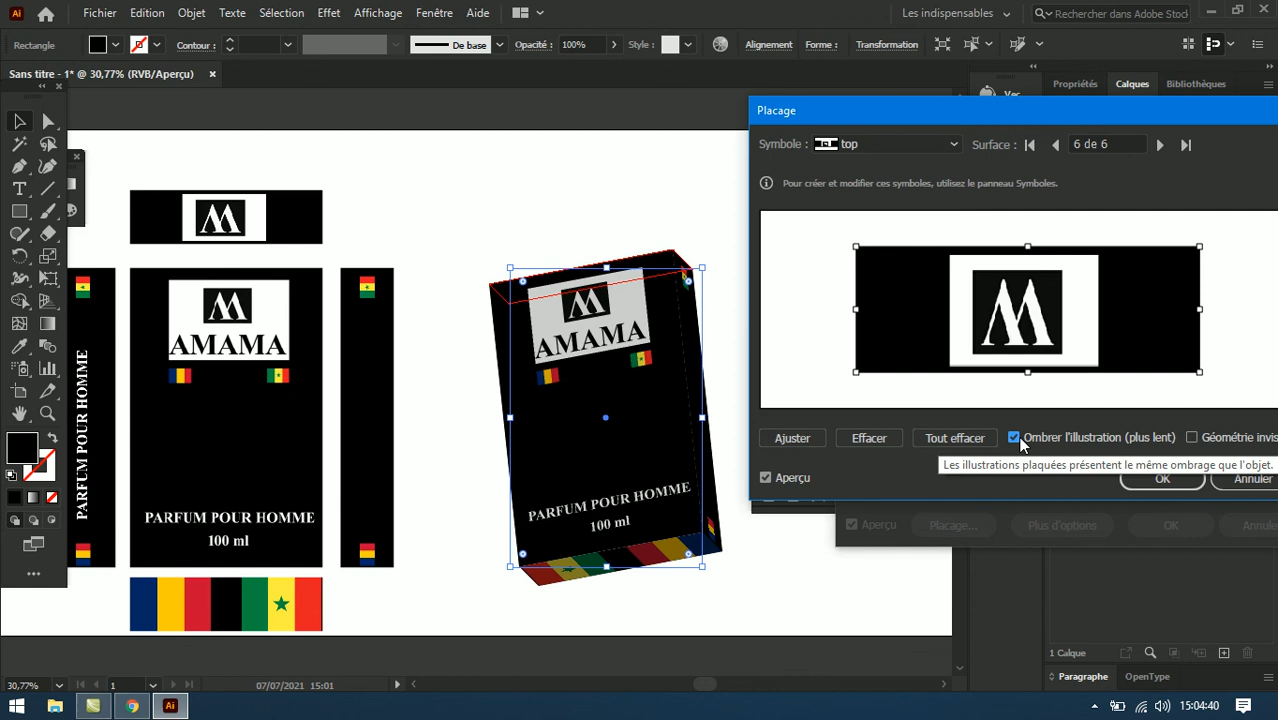 Ai Fichier Edition Objet Texte Sélection Effet Affichage Fenêtre Aide Les indispensables Rechercher dans Adobe Stock
Rectangle Contour : De base Opacité : 100% Style : Alignement Forme : Transformation
Sans titre - 1* @ 30,77% (RVB/Aperçu)
Propriétés Calques Bibliothèques
Vec
Placage
Symbole : top Surface : 6 de 6
Pour créer et modifier ces symboles, utilisez le panneau Symboles.
M
M
AMAMA
PARFUM POUR HOMME
PARFUM POUR HOMME
100 ml
M
AMAMA
PARFUM POUR HOMME
100 ml
M
Ajuster Effacer Tout effacer Ombrer l'illustration (plus lent) Géométrie invis
Les illustrations plaquées présentent le même ombrage que l'objet.
Aperçu OK Annuler
Aperçu Placage... Plus d'options OK Annule
1 Calque
Paragraphe OpenType
30,77% 1 07/07/2021 15:01
Ai 15:04:40